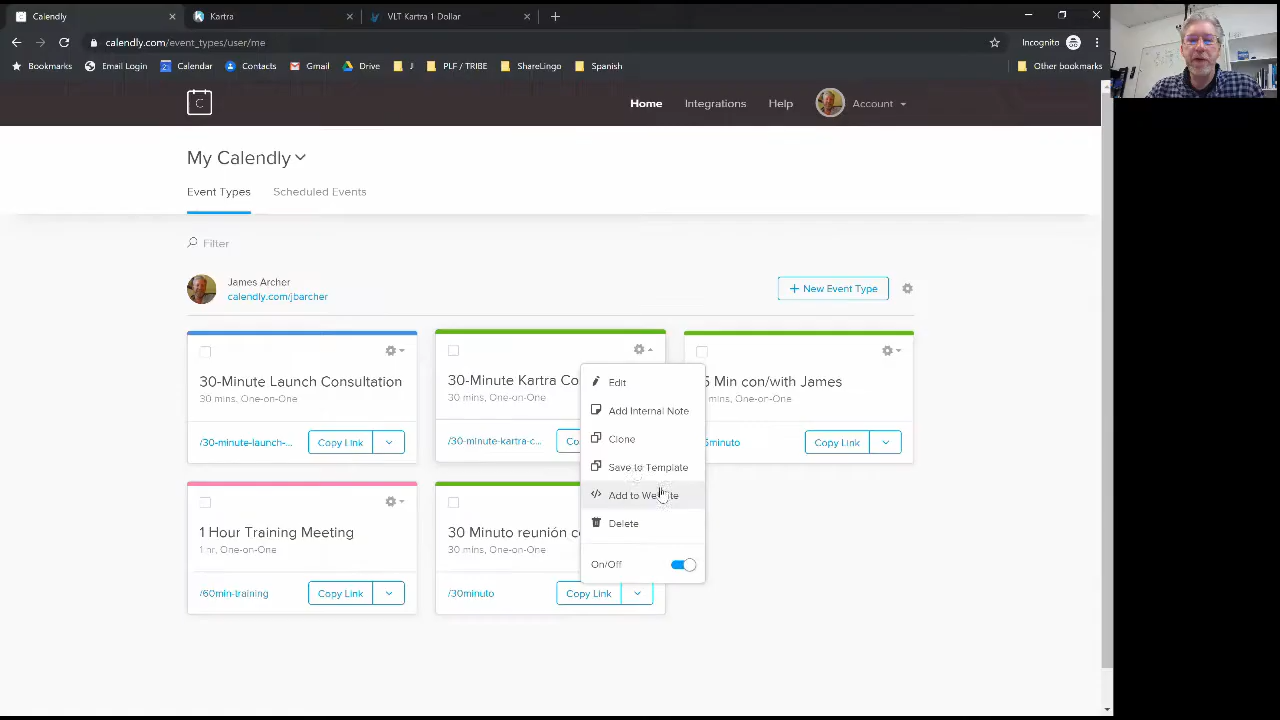 Calendly
Kartra
VLT Kartra 1 Dollar
calendly.com/event_types/user/me
Incognito
Bookmarks
Email Login
Calendar
Contacts
Gmail
Drive
J
PLF / TRIBE
ShareLingo
Spanish
Other bookmarks
Home
Integrations
Help
Account
My Calendly
Event Types
Scheduled Events
Filter
James Archer
calendly.com/jbarcher
+ New Event Type
30-Minute Launch Consultation
30 mins, One-on-One
/30-minute-launch-...
Copy Link
30-Minute Kartra Co
30 mins, One-on-One
/30-minute-kartra-c...
Co
Min con/with James
mins, One-on-One
minuto
Copy Link
Edit
Add Internal Note
Clone
Save to Template
Add to Website
Delete
On/Off
1 Hour Training Meeting
1 hr, One-on-One
/60min-training
Copy Link
30 Minuto reunión c
30 mins, One-on-One
/30minuto
Copy Link